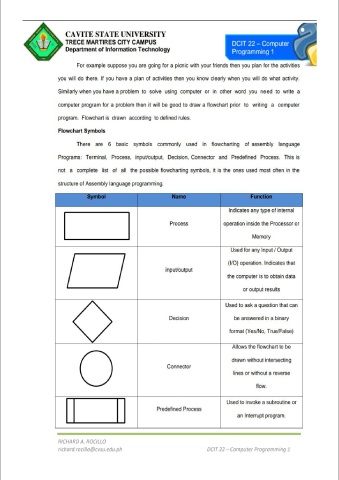 CAVITE STATE UNIVERSITY
TRECE MARTIRES CITY CAMPUS
Department of Information Technology
DCIT 22 – Computer
Programming 1
For example suppose you are going for a picnic with your friends then you plan for the activities
you will do there. If you have a plan of activities then you know clearly when you will do what activity.
Similarly when you have a problem to solve using computer or in other word you need to write a
computer program for a problem then it will be good to draw a flowchart prior to writing a computer
program. Flowchart is drawn according to defined rules.
Flowchart Symbols
There are 6 basic symbols commonly used in flowcharting of assembly language
Programs: Terminal, Process, input/output, Decision, Connector and Predefined Process. This is
not a complete list of all the possible flowcharting symbols, it is the ones used most often in the
structure of Assembly language programming.
Symbol Name Function
Process
Indicates any type of internal
operation inside the Processor or
Memory
input/output
Used for any Input / Output
(I/O) operation. Indicates that
the computer is to obtain data
or output results
Decision
Used to ask a question that can
be answered in a binary
format (Yes/No, True/False)
Connector
Allows the flowchart to be
drawn without intersecting
lines or without a reverse
flow.
Predefined Process
Used to invoke a subroutine or
an Interrupt program.
RICHARD A. ROCILLO
richard.rocillo@cvsu.edu.ph DCIT 22 – Computer Programming 1